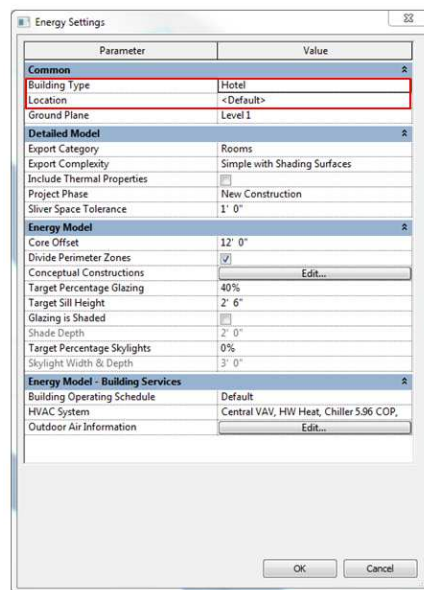 Energy Settings
Parameter Value
Common
Building Type Hotel
Location <Default>
Ground Plane Level 1
Detailed Model
Export Category Rooms
Export Complexity Simple with Shading Surfaces
Include Thermal Properties
Project Phase New Construction
Sliver Space Tolerance 1' 0"
Energy Model
Core Offset 12' 0"
Divide Perimeter Zones
Conceptual Constructions Edit...
Target Percentage Glazing 40%
Target Sill Height 2' 6"
Glazing is Shaded
Shade Depth 2' 0"
Target Percentage Skylights 0%
Skylight Width & Depth 3' 0"
Energy Model - Building Services
Building Operating Schedule Default
HVAC System Central VAV, HW Heat, Chiller 5.96 COP,
Outdoor Air Information Edit...
OK Cancel